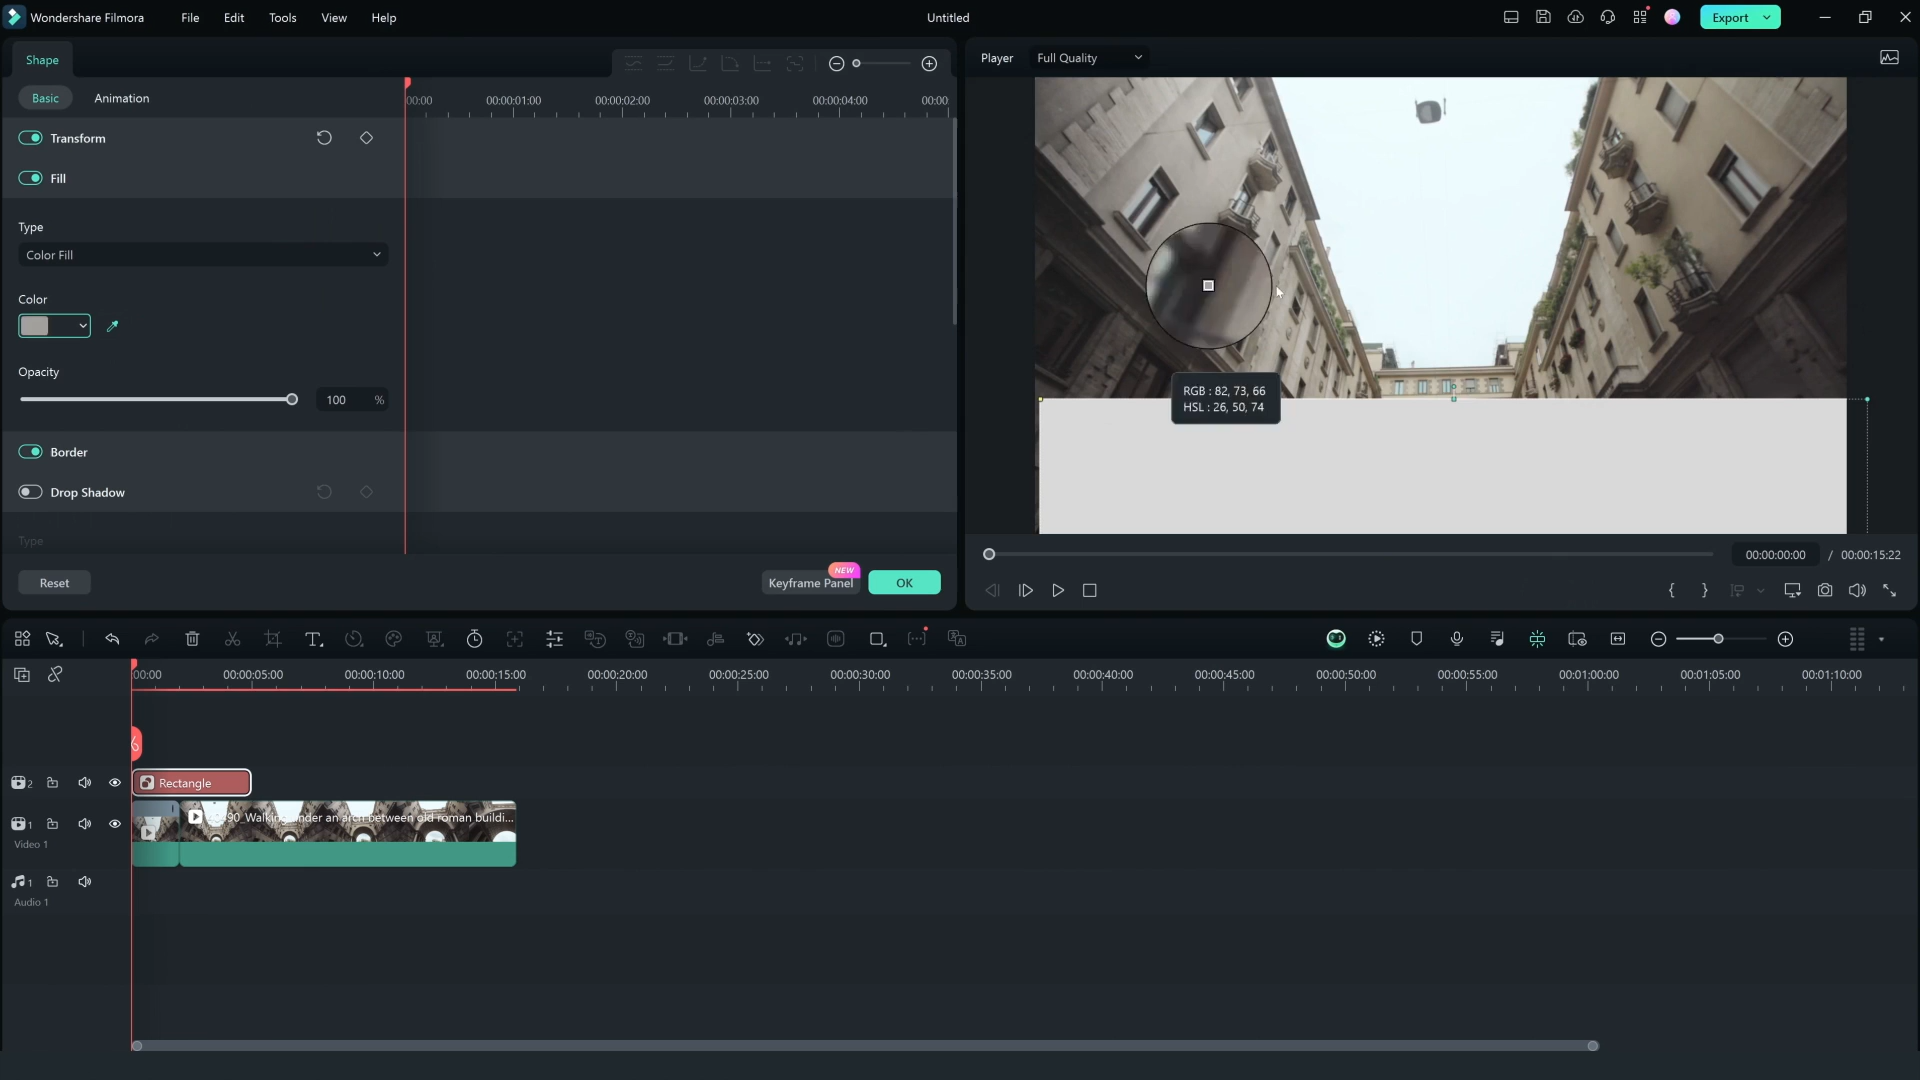 Wondershare Filmora File Edit Tools View Help Untitled Export
Shape Player Full Quality
Basic Animation 00:00 00:00:01:00 00:00:02:00 00:00:03:00 00:00:04:00 00:00
Transform
Fill
Type
Color Fill
Color
Opacity
100 %
RGB : 82, 73, 66
HSL : 26, 50, 74
Border
Drop Shadow
Type
00:00:00:00 / 00:00:15:22
Reset Keyframe Panel NEW OK
00:00 00:00:05:00 00:00:10:00 00:00:15:00 00:00:20:00 00:00:25:00 00:00:30:00 00:00:35:00 00:00:40:00 00:00:45:00 00:00:50:00 00:00:55:00 00:01:00:00 00:01:05:00 00:01:10:00
2 Rectangle
1 90_Walking under an arch between old roman buildi...
Video 1
1
Audio 1